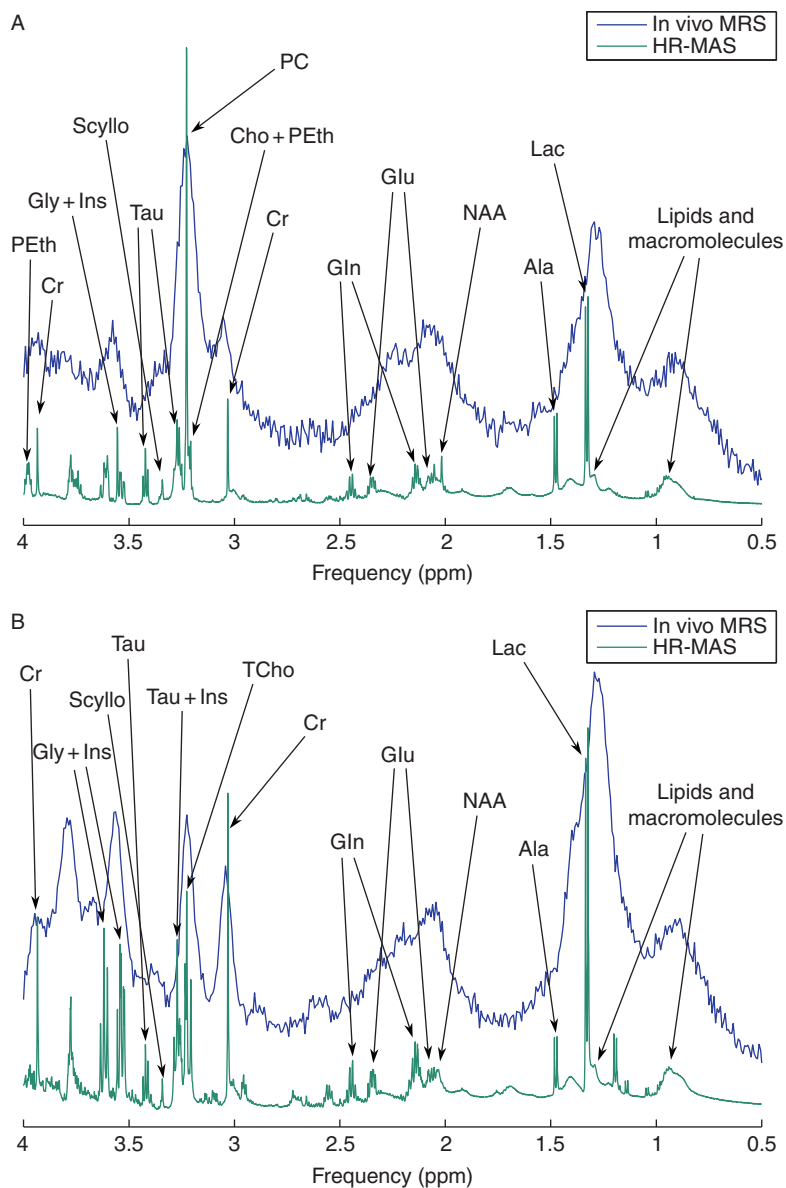 A
In vivo MRS
HR-MAS
PC
Scyllo
Cho + PEth
Gly + Ins
Tau
Glu
Lac
NAA
Lipids and
macromolecules
PEth
Cr
Cr
Gln
Ala
4 3.5 3 2.5 2 1.5 1 0.5
Frequency (ppm)
B
In vivo MRS
HR-MAS
Tau
Lac
Cr
Scyllo
Tau + Ins
TCho
Cr
Gly + Ins
Glu
NAA
Lipids and
macromolecules
Gln
Ala
4 3.5 3 2.5 2 1.5 1 0.5
Frequency (ppm)